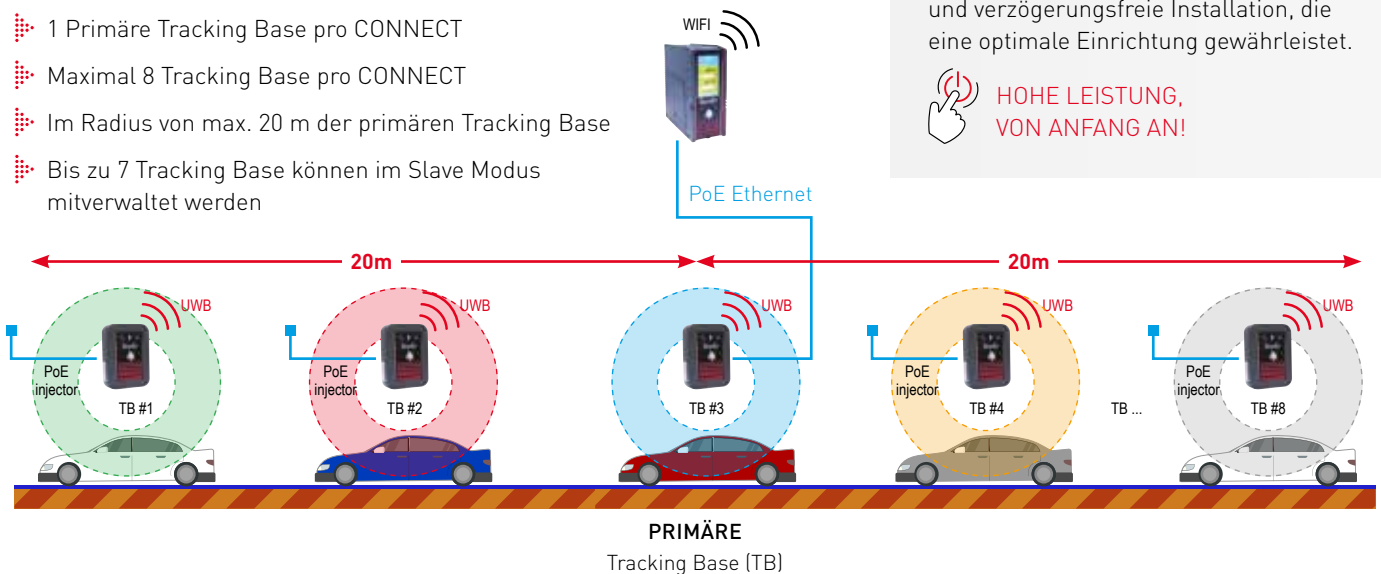 1 Primäre Tracking Base pro CONNECT
Maximal 8 Tracking Base pro CONNECT
Im Radius von max. 20 m der primären Tracking Base
Bis zu 7 Tracking Base können im Slave Modus
mitverwaltet werden
WIFI
PoE Ethernet
und verzögerungsfreie Installation, die
eine optimale Einrichtung gewährleistet.
HOHE LEISTUNG,
VON ANFANG AN!
20m
20m
UWB
PoE
injector
TB #1
UWB
PoE
injector
TB #2
UWB
TB #3
UWB
PoE
injector
TB #4
TB ...
UWB
PoE
injector
TB #8
PRIMÄRE
Tracking Base (TB)